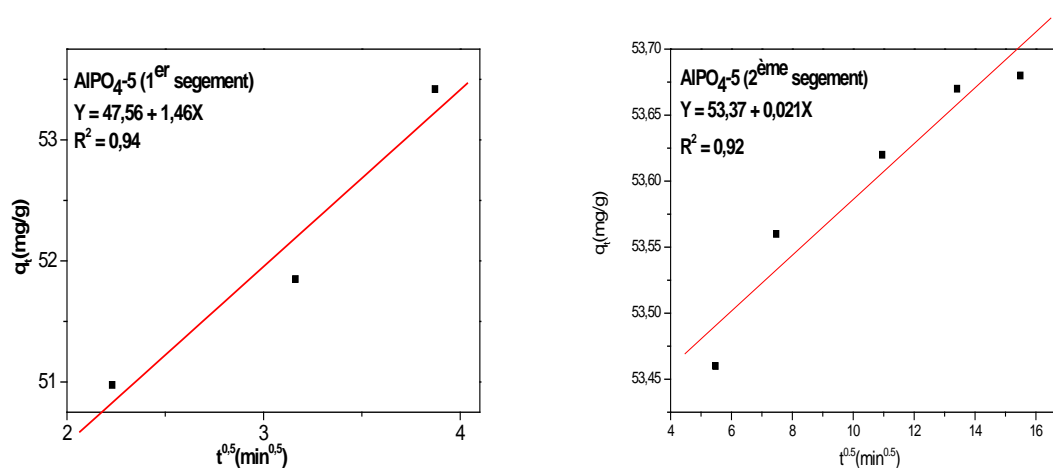 AlPO4-5 (1er segement)
Y = 47,56 + 1,46X
R2 = 0,94
53
52
51
qt(mg/g)
2 3 4
t0,5(min0,5)
53,70
AlPO4-5 (2ème segement)
Y = 53,37 + 0,021X
R2 = 0,92
53,65
53,60
53,55
53,50
53,45
qt(mg/g)
4 6 8 10 12 14 16
t0.5(min0.5)